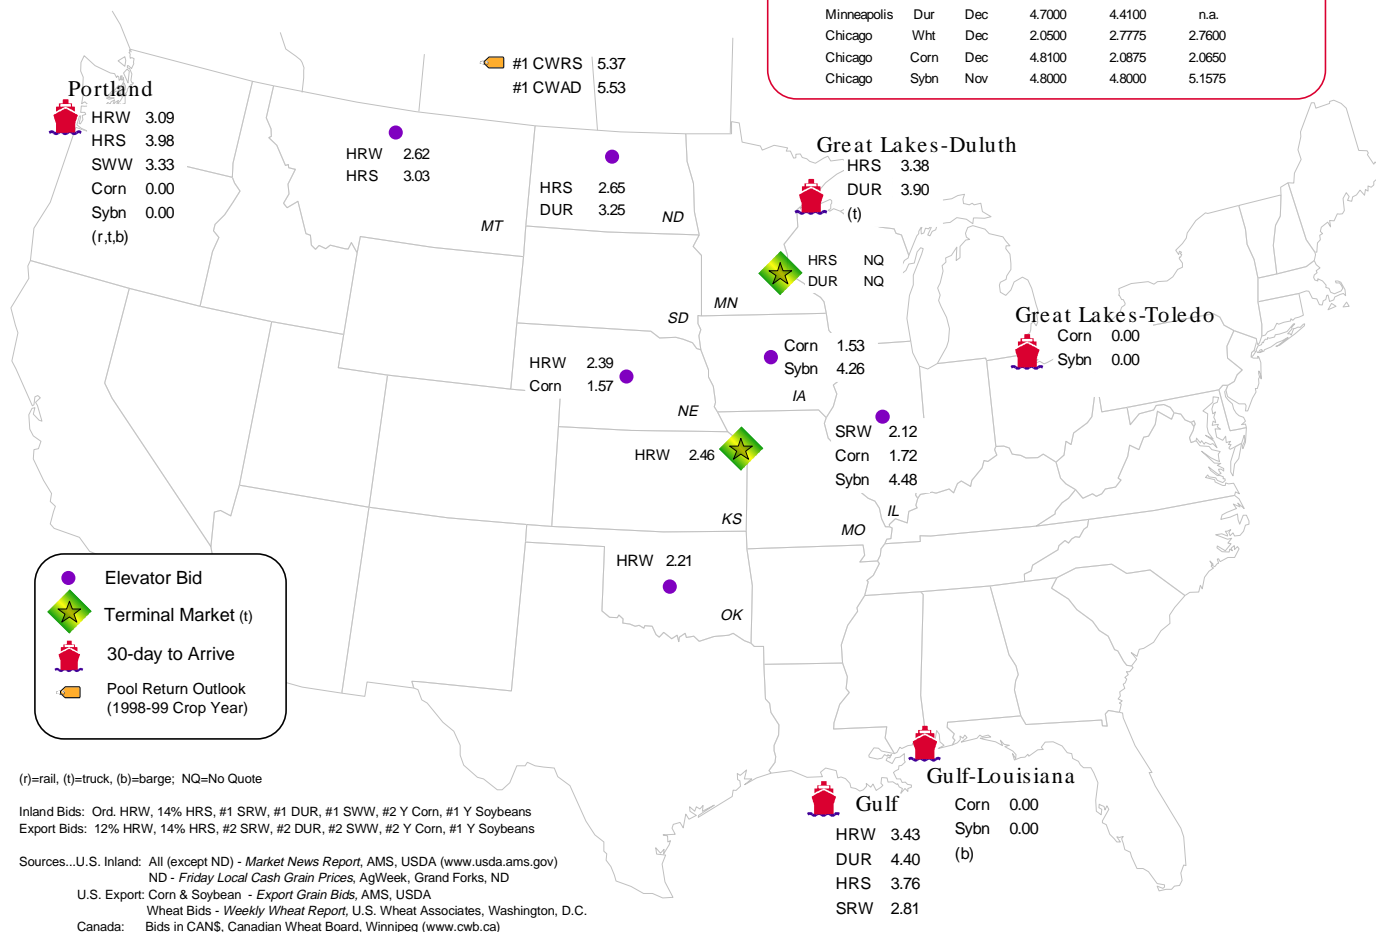 Minneapolis Dur Dec 4.7000 4.4100 n.a.
Chicago Wht Dec 2.0500 2.7775 2.7600
Chicago Corn Dec 4.8100 2.0875 2.0650
Chicago Sybn Nov 4.8000 4.8000 5.1575
#1 CWRS 5.37
#1 CWAD 5.53
Portland
HRW 3.09
HRS 3.98
SWW 3.33
Corn 0.00
Sybn 0.00
(r,t,b)
HRW 2.62
HRS 3.03
MT
HRS 2.65
DUR 3.25
ND
Great Lakes-Duluth
HRS 3.38
DUR 3.90
(t)
HRS NQ
DUR NQ
MN
SD
Great Lakes-Toledo
Corn 0.00
Sybn 0.00
HRW 2.39
Corn 1.57
NE
Corn 1.53
Sybn 4.26
IA
SRW 2.12
Corn 1.72
Sybn 4.48
IL
HRW 2.46
KS
MO
HRW 2.21
OK
Elevator Bid
Terminal Market (t)
30-day to Arrive
Pool Return Outlook
(1998-99 Crop Year)
Gulf-Louisiana
Corn 0.00
Sybn 0.00
(b)
Gulf
HRW 3.43
DUR 4.40
HRS 3.76
SRW 2.81
(r)=rail, (t)=truck, (b)=barge; NQ=No Quote
Inland Bids: Ord. HRW, 14% HRS, #1 SRW, #1 DUR, #1 SWW, #2 Y Corn, #1 Y Soybeans
Export Bids: 12% HRW, 14% HRS, #2 SRW, #2 DUR, #2 SWW, #2 Y Corn, #1 Y Soybeans
Sources...U.S. Inland: All (except ND) - Market News Report, AMS, USDA (www.usda.ams.gov)
ND - Friday Local Cash Grain Prices, AgWeek, Grand Forks, ND
U.S. Export: Corn & Soybean - Export Grain Bids, AMS, USDA
Wheat Bids - Weekly Wheat Report, U.S. Wheat Associates, Washington, D.C.
Canada: Bids in CAN$, Canadian Wheat Board, Winnipeg (www.cwb.ca)